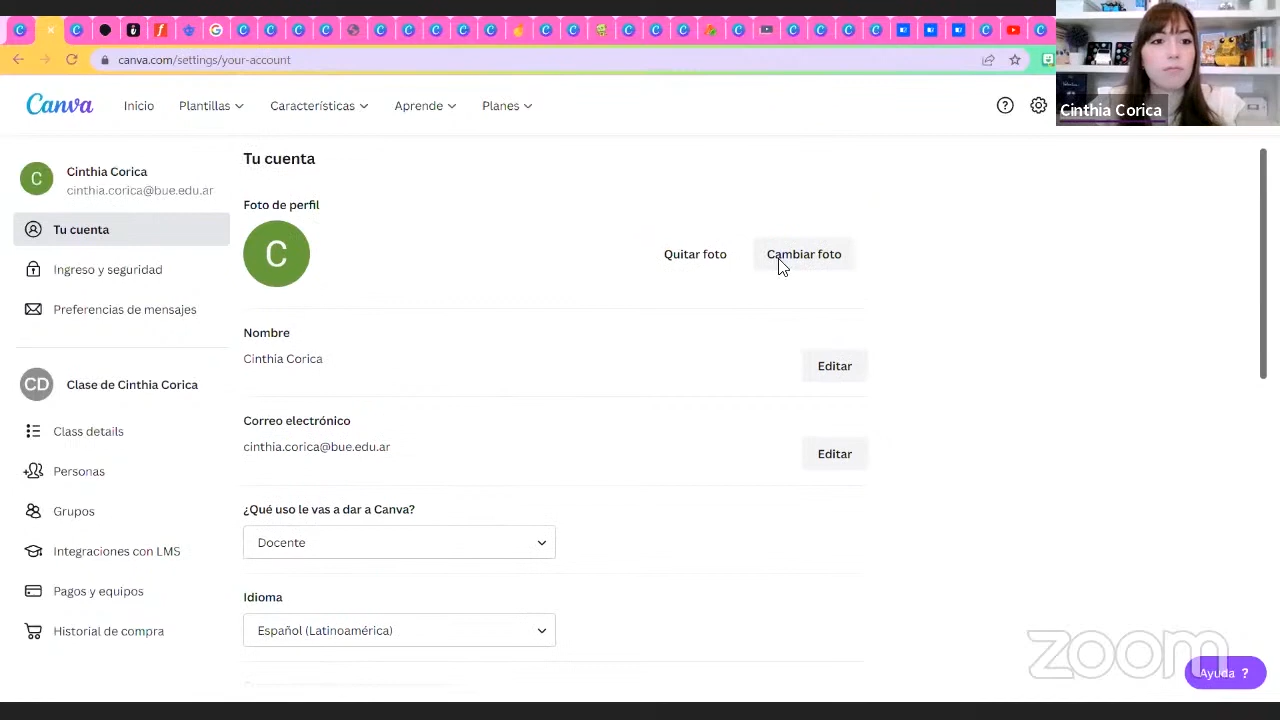 canva.com/settings/your-account
Cinthia Corica
Canva
Inicio
Plantillas
Características
Aprende
Planes
Cinthia Corica
cinthia.corica@bue.edu.ar
Tu cuenta
Ingreso y seguridad
Preferencias de mensajes
CD
Clase de Cinthia Corica
Class details
Personas
Grupos
Integraciones con LMS
Pagos y equipos
Historial de compra
Tu cuenta
Foto de perfil
C
Quitar foto
Cambiar foto
Nombre
Cinthia Corica
Editar
Correo electrónico
cinthia.corica@bue.edu.ar
Editar
¿Qué uso le vas a dar a Canva?
Docente
Idioma
Español (Latinoamérica)
zoom
Ayuda ?